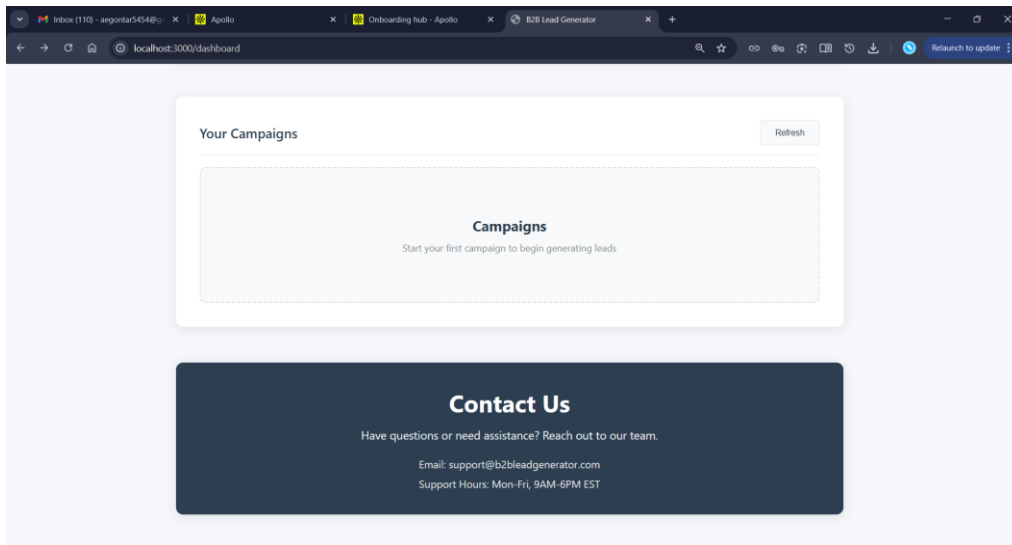 Inbox (110) - aegontar5454@g
Apollo
Onboarding hub - Apollo
B2B Lead Generator
localhost:3000/dashboard
Relaunch to update
Your Campaigns
Refresh
Campaigns
Start your first campaign to begin generating leads
Contact Us
Have questions or need assistance? Reach out to our team.
Email: support@b2bleadgenerator.com
Support Hours: Mon-Fri, 9AM-6PM EST